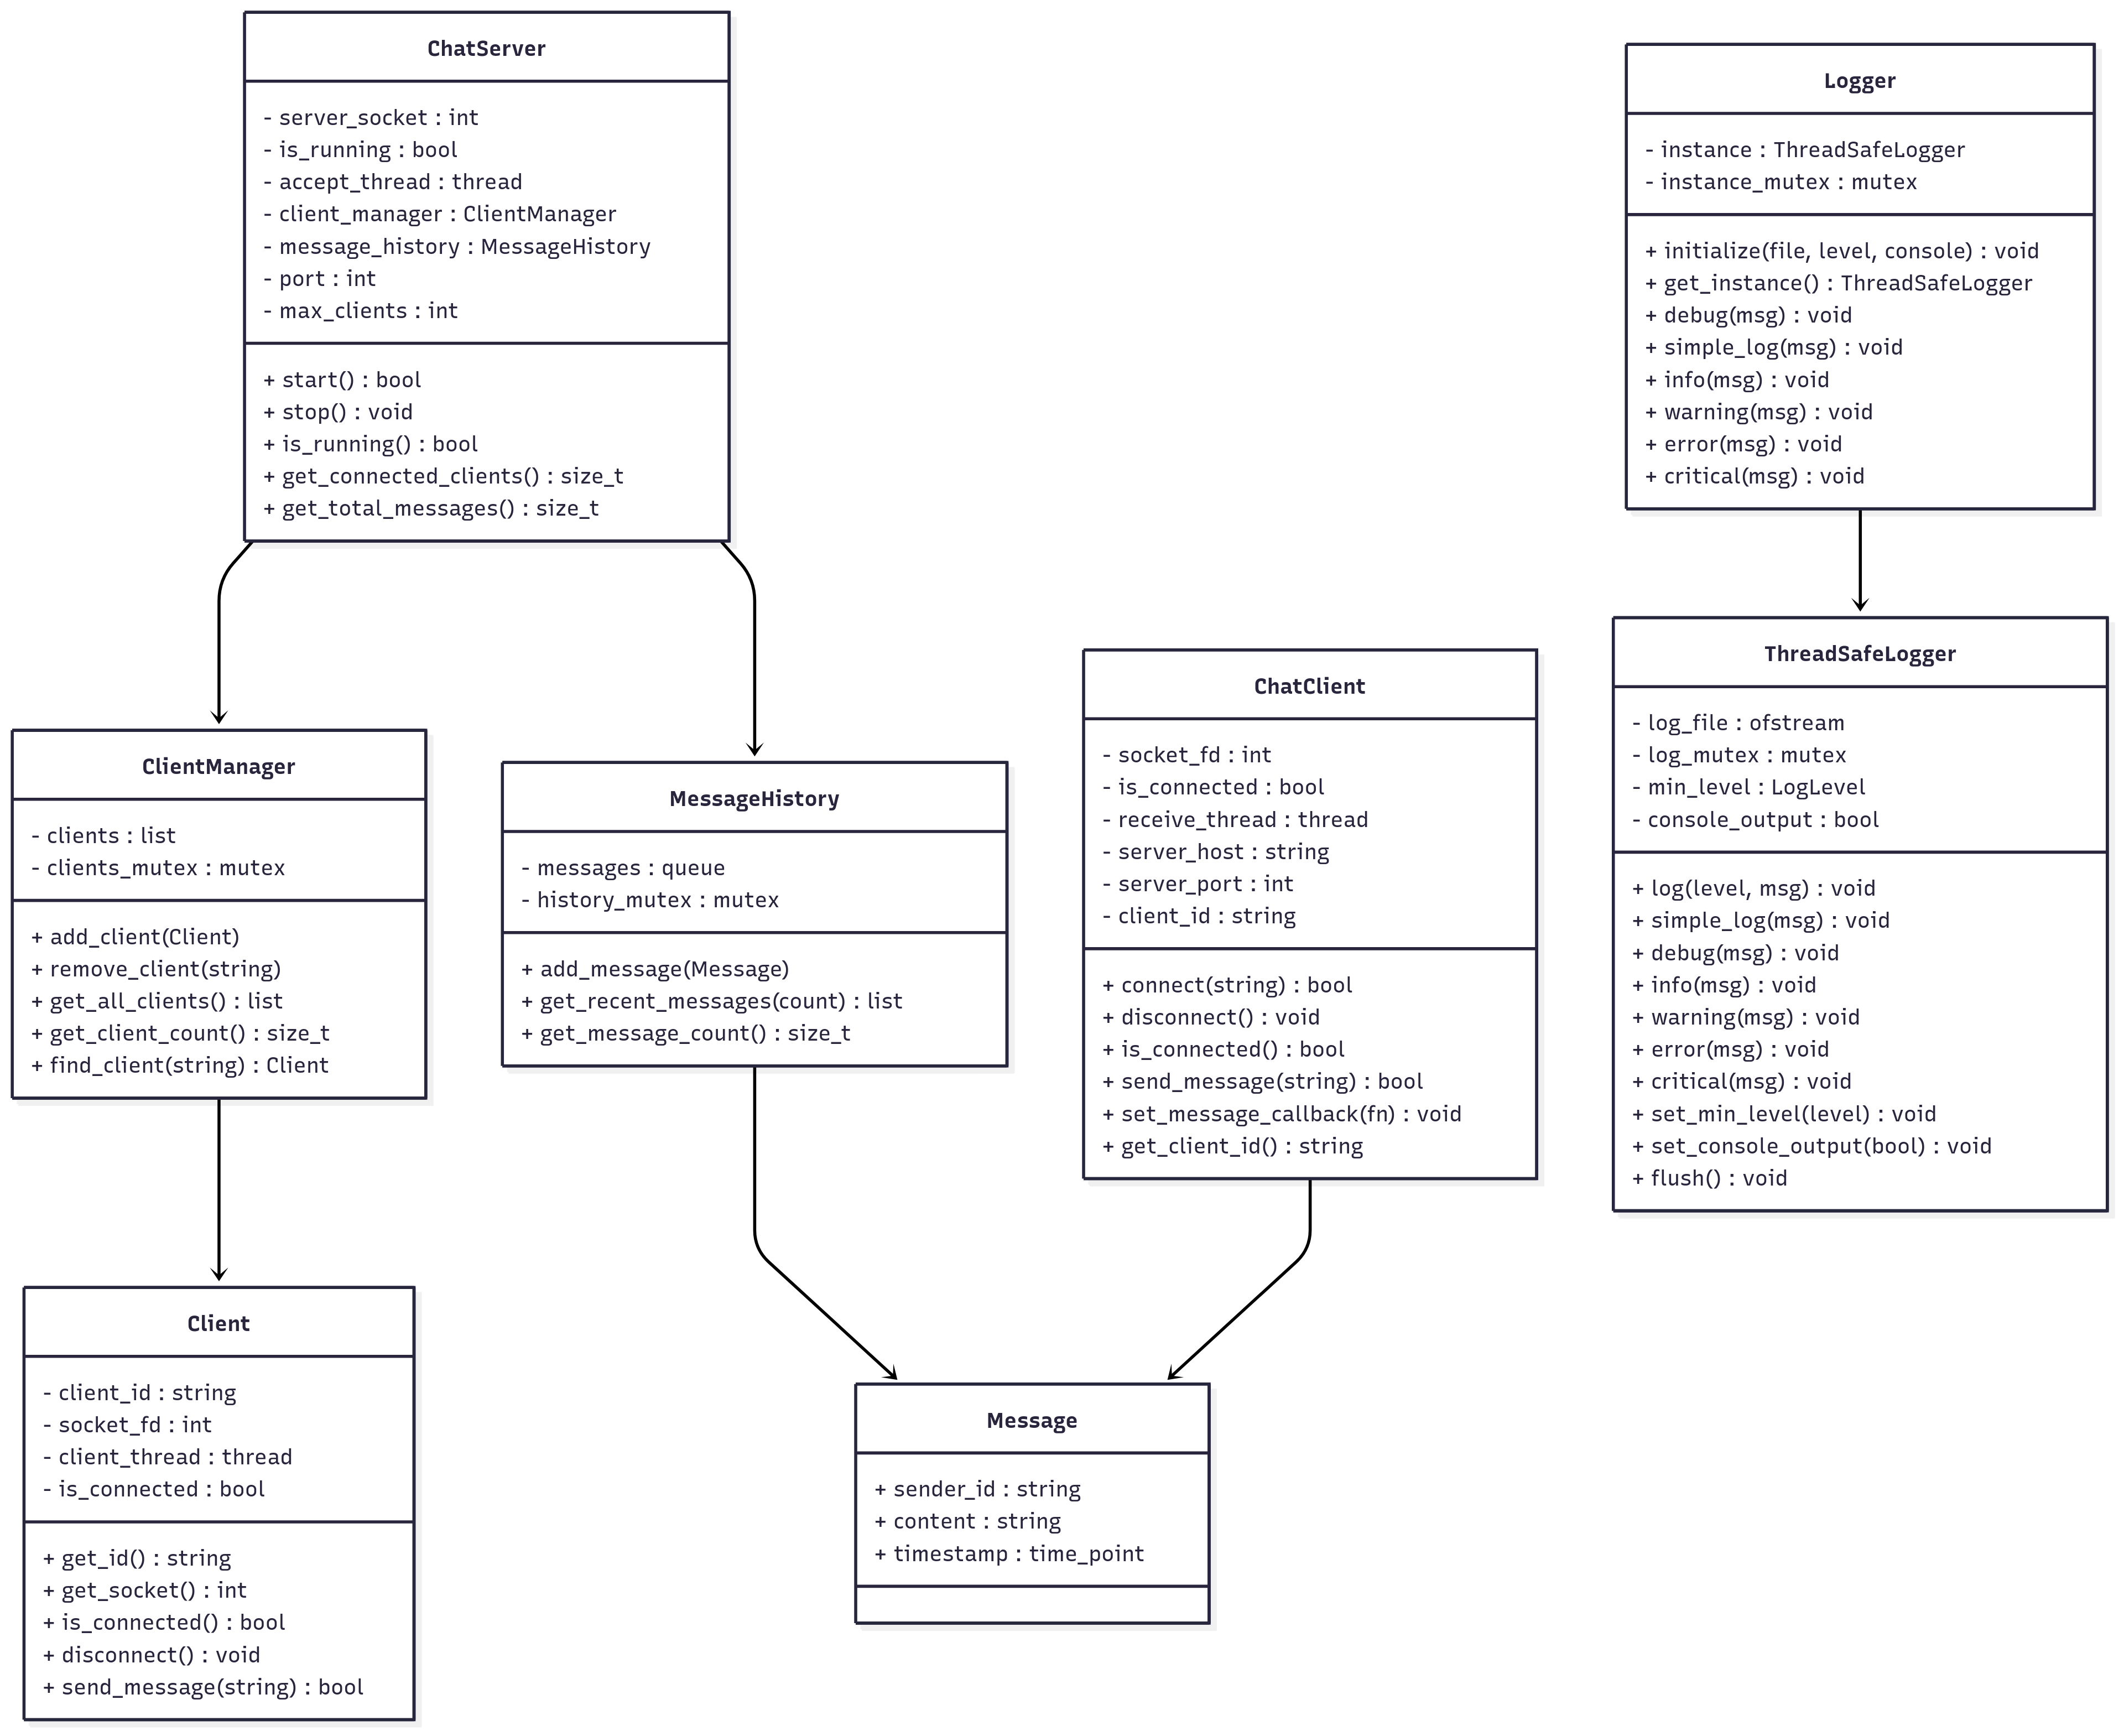 ChatServer
- server_socket : int
- is_running : bool
- accept_thread : thread
- client_manager : ClientManager
- message_history : MessageHistory
- port : int
- max_clients : int
+ start() : bool
+ stop() : void
+ is_running() : bool
+ get_connected_clients() : size_t
+ get_total_messages() : size_t
Logger
- instance : ThreadSafeLogger
- instance_mutex : mutex
+ initialize(file, level, console) : void
+ get_instance() : ThreadSafeLogger
+ debug(msg) : void
+ simple_log(msg) : void
+ info(msg) : void
+ warning(msg) : void
+ error(msg) : void
+ critical(msg) : void
ClientManager
- clients : list
- clients_mutex : mutex
+ add_client(Client)
+ remove_client(string)
+ get_all_clients() : list
+ get_client_count() : size_t
+ find_client(string) : Client
MessageHistory
- messages : queue
- history_mutex : mutex
+ add_message(Message)
+ get_recent_messages(count) : list
+ get_message_count() : size_t
ChatClient
- socket_fd : int
- is_connected : bool
- receive_thread : thread
- server_host : string
- server_port : int
- client_id : string
+ connect(string) : bool
+ disconnect() : void
+ is_connected() : bool
+ send_message(string) : bool
+ set_message_callback(fn) : void
+ get_client_id() : string
ThreadSafeLogger
- log_file : ofstream
- log_mutex : mutex
- min_level : LogLevel
- console_output : bool
+ log(level, msg) : void
+ simple_log(msg) : void
+ debug(msg) : void
+ info(msg) : void
+ warning(msg) : void
+ error(msg) : void
+ critical(msg) : void
+ set_min_level(level) : void
+ set_console_output(bool) : void
+ flush() : void
Client
- client_id : string
- socket_fd : int
- client_thread : thread
- is_connected : bool
+ get_id() : string
+ get_socket() : int
+ is_connected() : bool
+ disconnect() : void
+ send_message(string) : bool
Message
+ sender_id : string
+ content : string
+ timestamp : time_point